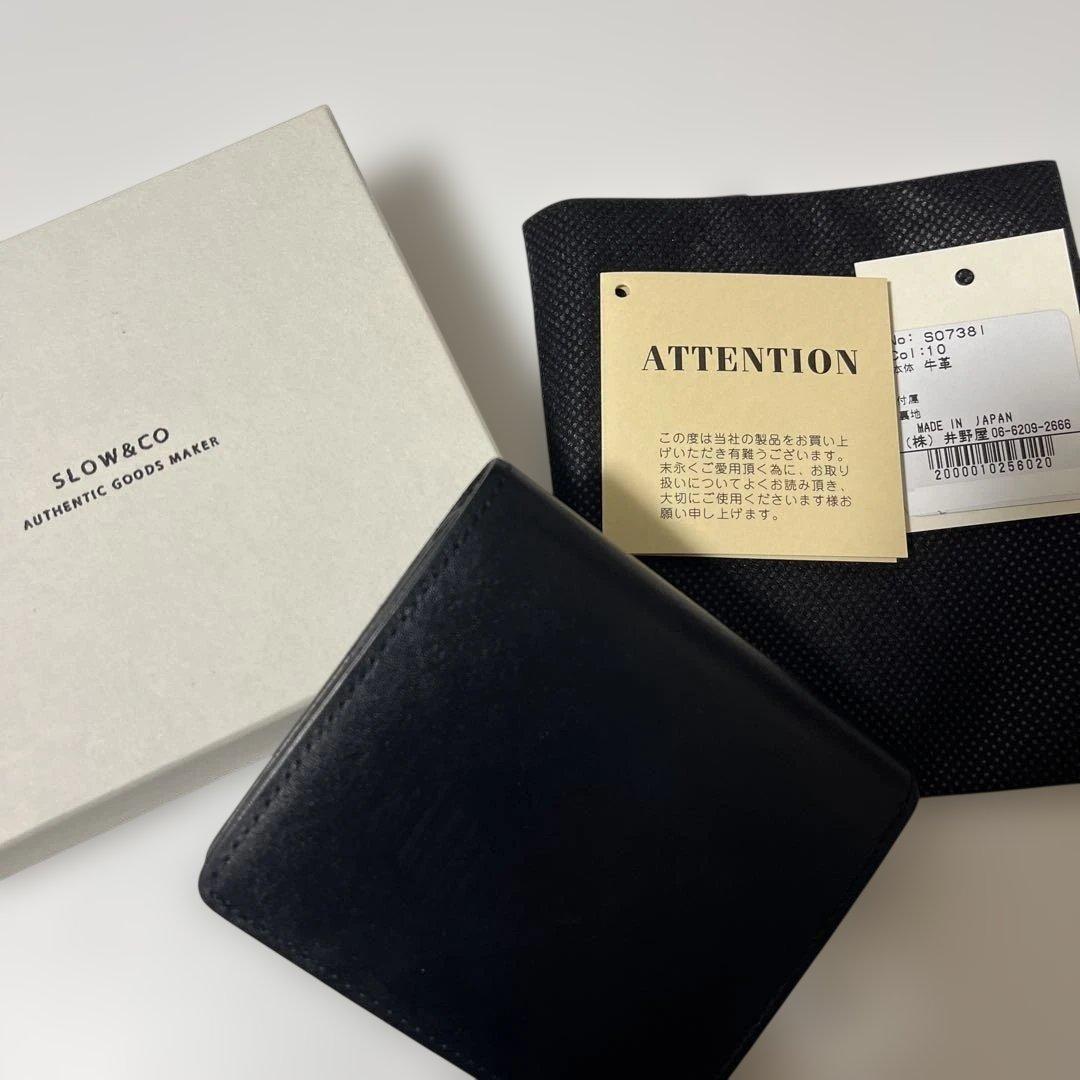 SLOW&CO
AUTHENTIC GOODS MAKER
ATTENTION
この度は当社の製品をお買い上
げいただき有難うございます。
末永くご愛用頂く為に、お取り
扱いについてよくお読み頂き、
大切にご使用くださいます様お
願い申し上げます。
No: S07381
Col:10
本体 牛革
付属
裏地
MADE IN JAPAN
(株) 井野屋 06-6209-2666
2000010256020